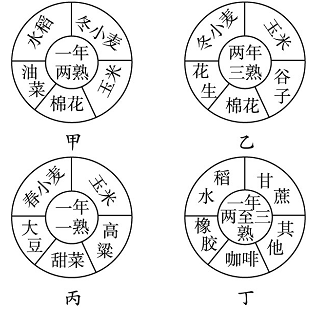 水稻
冬小麦
玉米
棉花
油菜
一年
两熟
甲
冬小麦
玉米
谷子
棉花
花生
两年
三熟
乙
春小麦
玉米
高粱
甜菜
大豆
一年
一熟
丙
水稻
甘蔗
其他
咖啡
橡胶
一年
两至三
熟
丁